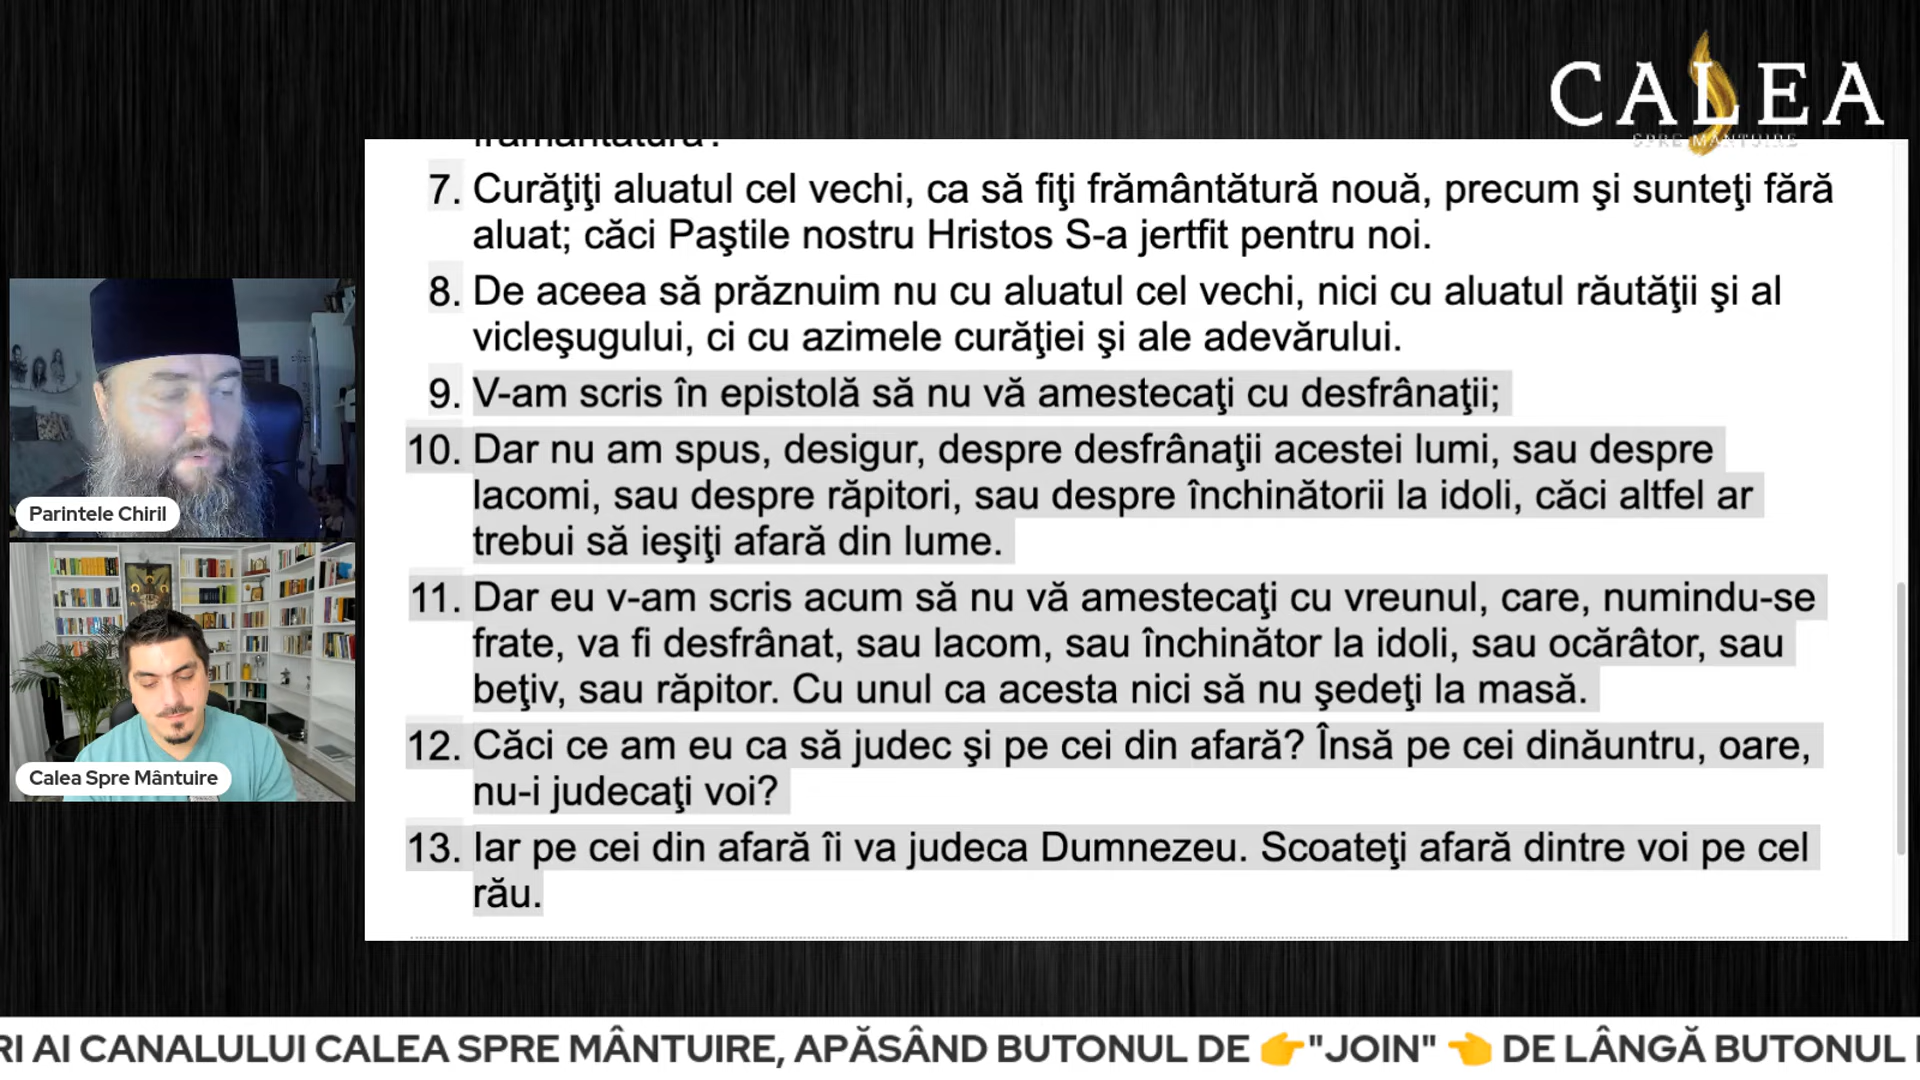 CALEA
SPRE MÂNTUIRE
frământătura?
7. Curăţiţi aluatul cel vechi, ca să fiţi frământătură nouă, precum şi sunteţi fără
aluat; căci Paştile nostru Hristos S-a jertfit pentru noi.
8. De aceea să prăznuim nu cu aluatul cel vechi, nici cu aluatul răutăţii şi al
vicleşugului, ci cu azimele curăţiei şi ale adevărului.
9. V-am scris în epistolă să nu vă amestecaţi cu desfrânaţii;
10. Dar nu am spus, desigur, despre desfrânaţii acestei lumi, sau despre
lacomi, sau despre răpitori, sau despre închinătorii la idoli, căci altfel ar
trebui să ieşiţi afară din lume.
11. Dar eu v-am scris acum să nu vă amestecaţi cu vreunul, care, numindu-se
frate, va fi desfrânat, sau lacom, sau închinător la idoli, sau ocărâtor, sau
beţiv, sau răpitor. Cu unul ca acesta nici să nu şedeţi la masă.
12. Căci ce am eu ca să judec şi pe cei din afară? Însă pe cei dinăuntru, oare,
nu-i judecaţi voi?
13. Iar pe cei din afară îi va judeca Dumnezeu. Scoateţi afară dintre voi pe cel
rău.
Parintele Chiril
Calea Spre Mântuire
RI AI CANALULUI CALEA SPRE MÂNTUIRE, APĂSÂND BUTONUL DE 👉"JOIN" 👈 DE LÂNGĂ BUTONUL